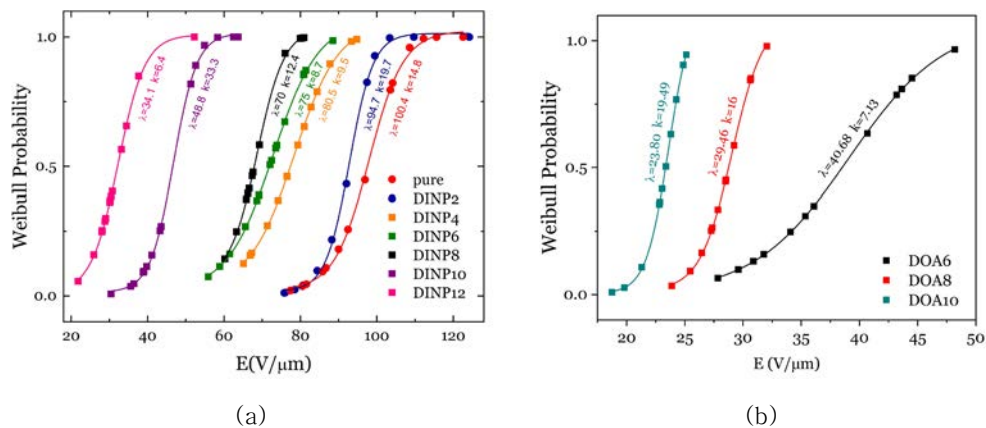 (a)
Weibull Probability
1.0
0.5
0.0
λ=34.1 k=6.4
λ=48.8 k=33.3
λ=70 k=12.4
λ=75 k=8.7
λ=80.5 k=9.5
λ=94.7 k=19.7
λ=100.4 k=14.8
pure
DINP2
DINP4
DINP6
DINP8
DINP10
DINP12
20 40 60 80 100 120
E(V/μm)
(b)
Weibull Probability
1.0
0.5
0.0
λ=23.80 k=19.49
λ=29.46 k=16
λ=40.68 k=7.13
DOA6
DOA8
DOA10
20 25 30 35 40 45 50
E (V/μm)
(a) (b)